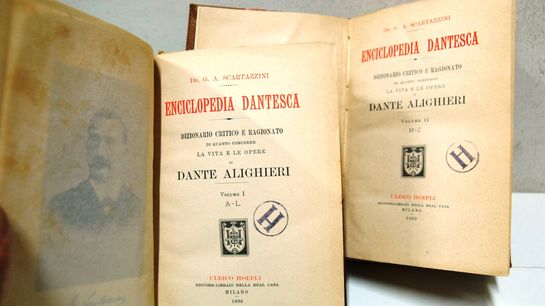 DR. G. A. SCARTAZZINI
ENCICLOPEDIA DANTESCA
DIZIONARIO CRITICO E RAGIONATO
DI QUANTO CONCERNE
LA VITA E LE OPERE
DI
DANTE ALIGHIERI
VOLUME I
A-L
H
ULRICO HOEPLI
EDITORE-LIBRAIO DELLA REAL CASA
MILANO
1896
DR. G. A. SCARTAZZINI
ENCICLOPEDIA DANTESCA
DIZIONARIO CRITICO E RAGIONATO
DI QUANTO CONCERNE
LA VITA E LE OPERE
DI
DANTE ALIGHIERI
VOLUME II
M-Z
H
ULRICO HOEPLI
EDITORE-LIBRAIO DELLA REAL CASA
MILANO